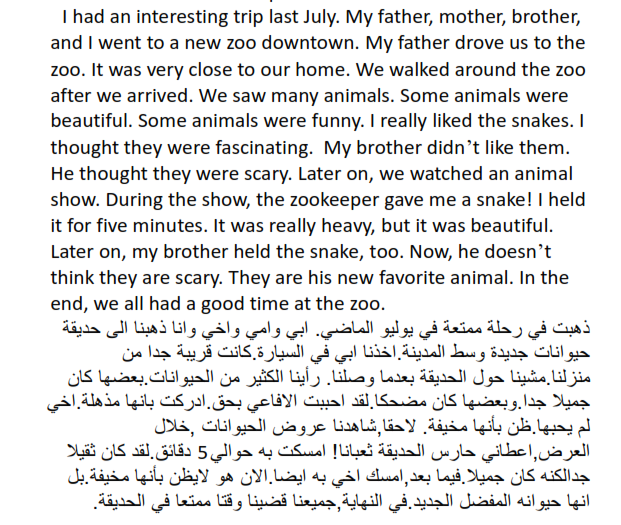 I had an interesting trip last July. My father, mother, brother,
and I went to a new zoo downtown. My father drove us to the
zoo. It was very close to our home. We walked around the zoo
after we arrived. We saw many animals. Some animals were
beautiful. Some animals were funny. I really liked the snakes. I
thought they were fascinating.  My brother didn’t like them.
He thought they were scary. Later on, we watched an animal
show. During the show, the zookeeper gave me a snake! I held
it for five minutes. It was really heavy, but it was beautiful.
Later on, my brother held the snake, too. Now, he doesn’t
think they are scary. They are his new favorite animal. In the
end, we all had a good time at the zoo.
ذهبت في رحلة ممتعة في يوليو الماضي. ابي وامي واخي وانا ذهبنا الى حديقة
حيوانات جديدة وسط المدينة.اخذنا ابي في السيارة.كانت قريبة جدا من
منزلنا.مشينا حول الحديقة بعدما وصلنا. رأينا الكثير من الحيوانات.بعضها كان
جميلا جدا.وبعضها كان مضحكا.لقد احببت الافاعي بحق.ادركت بانها مذهلة.اخي
لم يحبها.ظن بأنها مخيفة. لاحقا,شاهدنا عروض الحيوانات ,خلال
العرض,اعطاني حارس الحديقة ثعبانا! امسكت به حوالي 5 دقائق.لقد كان ثقيلا
جدالكنه كان جميلا.فيما بعد,امسك اخي به ايضا.الان هو لايظن بأنها مخيفة.بل
انها حيوانه المفضل الجديد.في النهاية,جميعنا قضينا وقتا ممتعا في الحديقة.